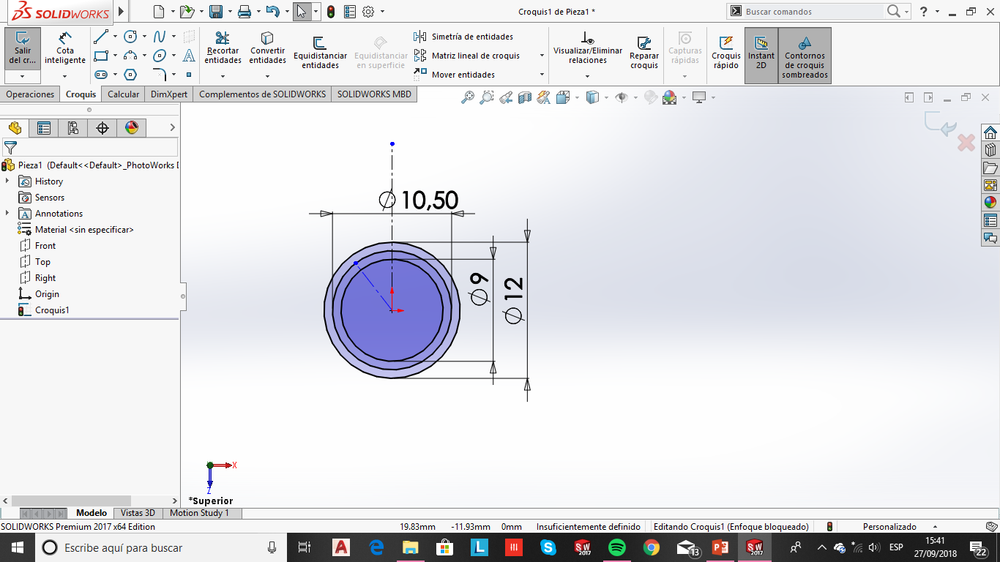 SOLIDWORKS
Croquis1 de Pieza1 *
Buscar comandos
Salir del cr...
Cota inteligente
Recortar entidades
Convertir entidades
Equidistanciar entidades
Equidistanciar en superficie
Simetría de entidades
Matriz lineal de croquis
Mover entidades
Visualizar/Eliminar relaciones
Reparar croquis
Capturas rápidas
Croquis rápido
Instant 2D
Contornos de croquis sombreados
Operaciones
Croquis
Calcular
DimXpert
Complementos de SOLIDWORKS
SOLIDWORKS MBD
Pieza1 (Default<<Default>_PhotoWorks
History
Sensors
Annotations
Material <sin especificar>
Front
Top
Right
Origin
Croquis1
∅ 10,50
∅ 9
∅ 12
X
Z
*Superior
Modelo
Vistas 3D
Motion Study 1
SOLIDWORKS Premium 2017 x64 Edition
19.83mm
-11.93mm
0mm
Insuficientemente definido
Editando Croquis1 (Enfoque bloqueado)
Personalizado
Escribe aquí para buscar
13
SW 2017
SW 2017
ESP
15:41
27/09/2018
22